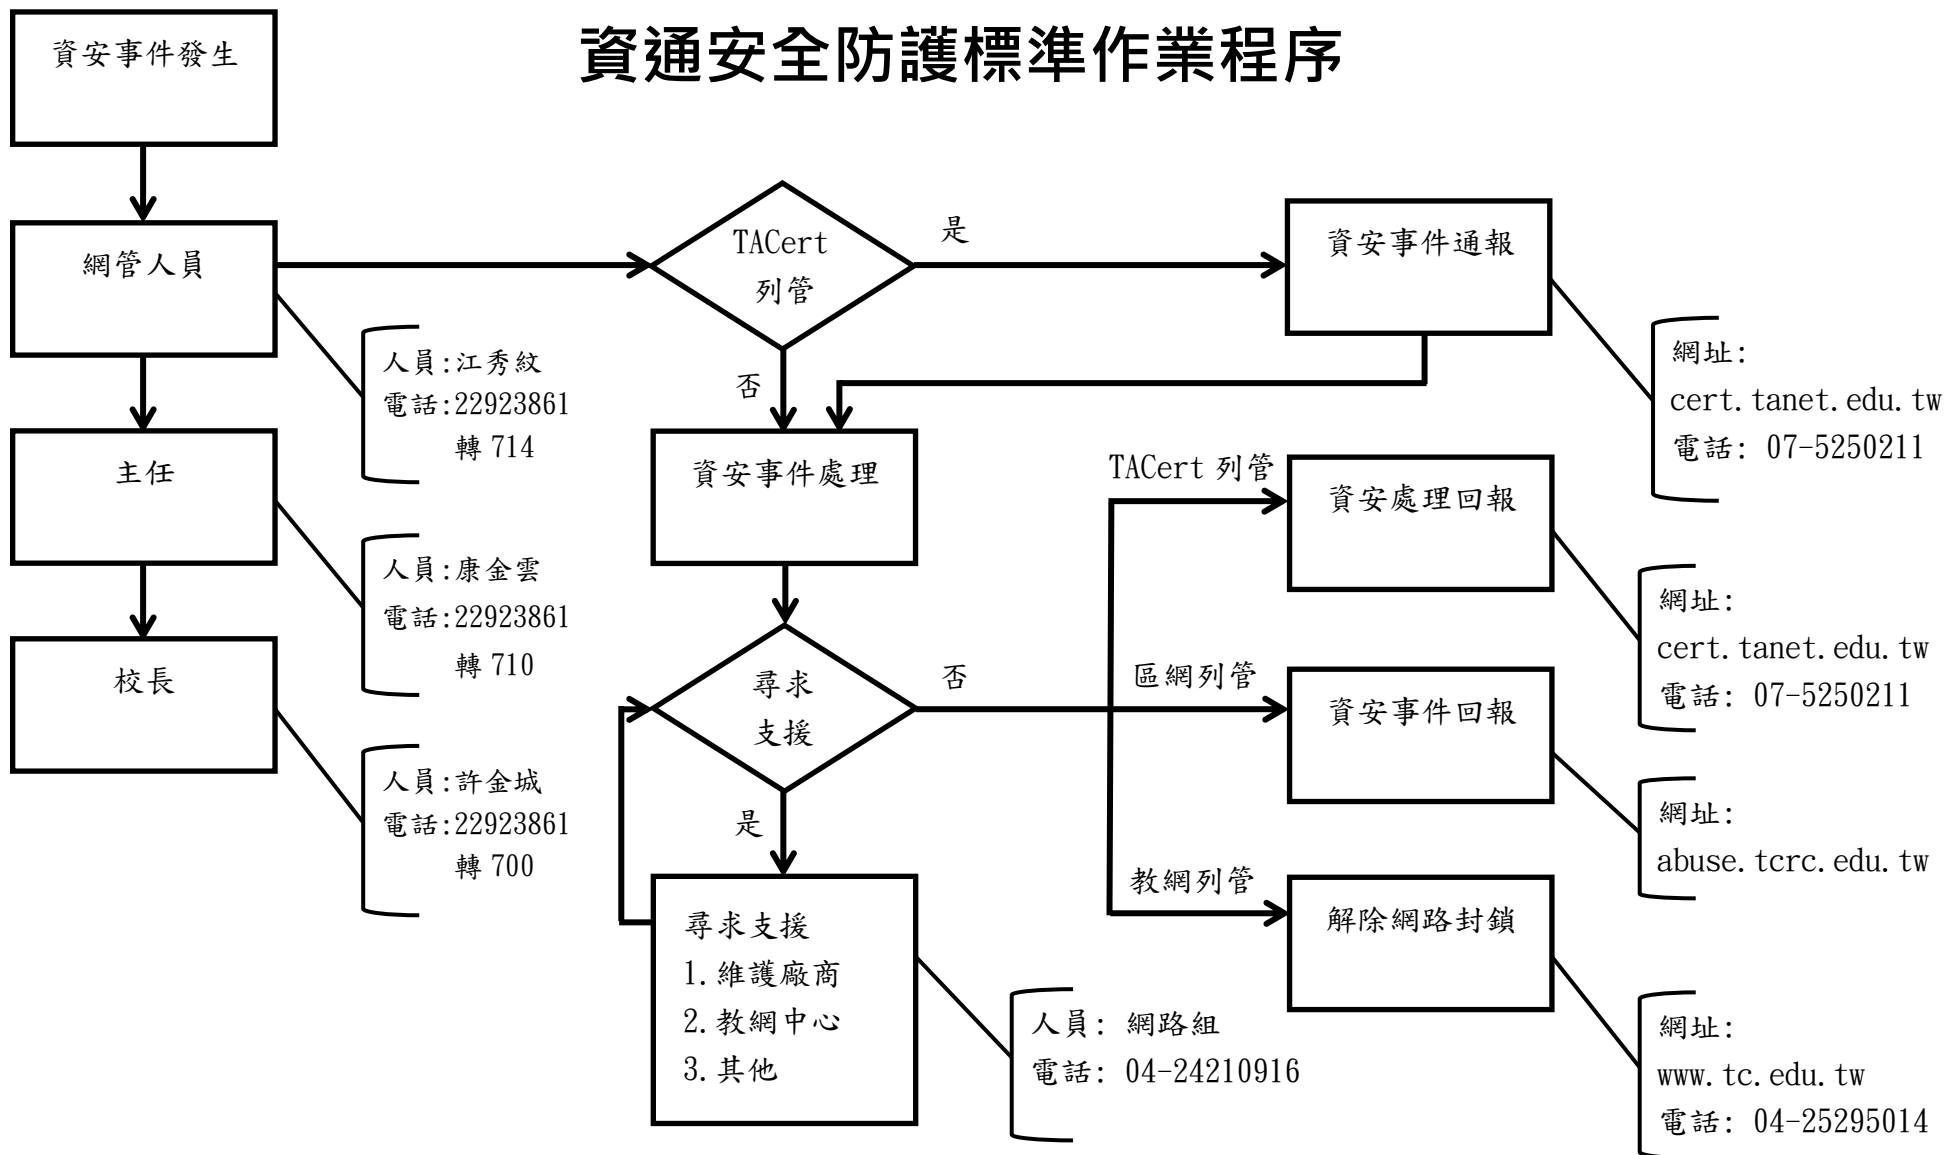 資通安全防護標準作業程序
資安事件發生
網管人員
人員:江秀紋
電話:22923861
轉 714
主任
人員:康金雲
電話:22923861
轉 710
校長
人員:許金城
電話:22923861
轉 700
TACert
列管
是
否
資安事件通報
網址:
cert.tanet.edu.tw
電話: 07-5250211
資安事件處理
尋求
支援
否
是
尋求支援
1.維護廠商
2.教網中心
3.其他
人員: 網路組
電話: 04-24210916
TACert 列管
資安處理回報
網址:
cert.tanet.edu.tw
電話: 07-5250211
區網列管
資安事件回報
網址:
abuse.tcrc.edu.tw
教網列管
解除網路封鎖
網址:
www.tc.edu.tw
電話: 04-25295014